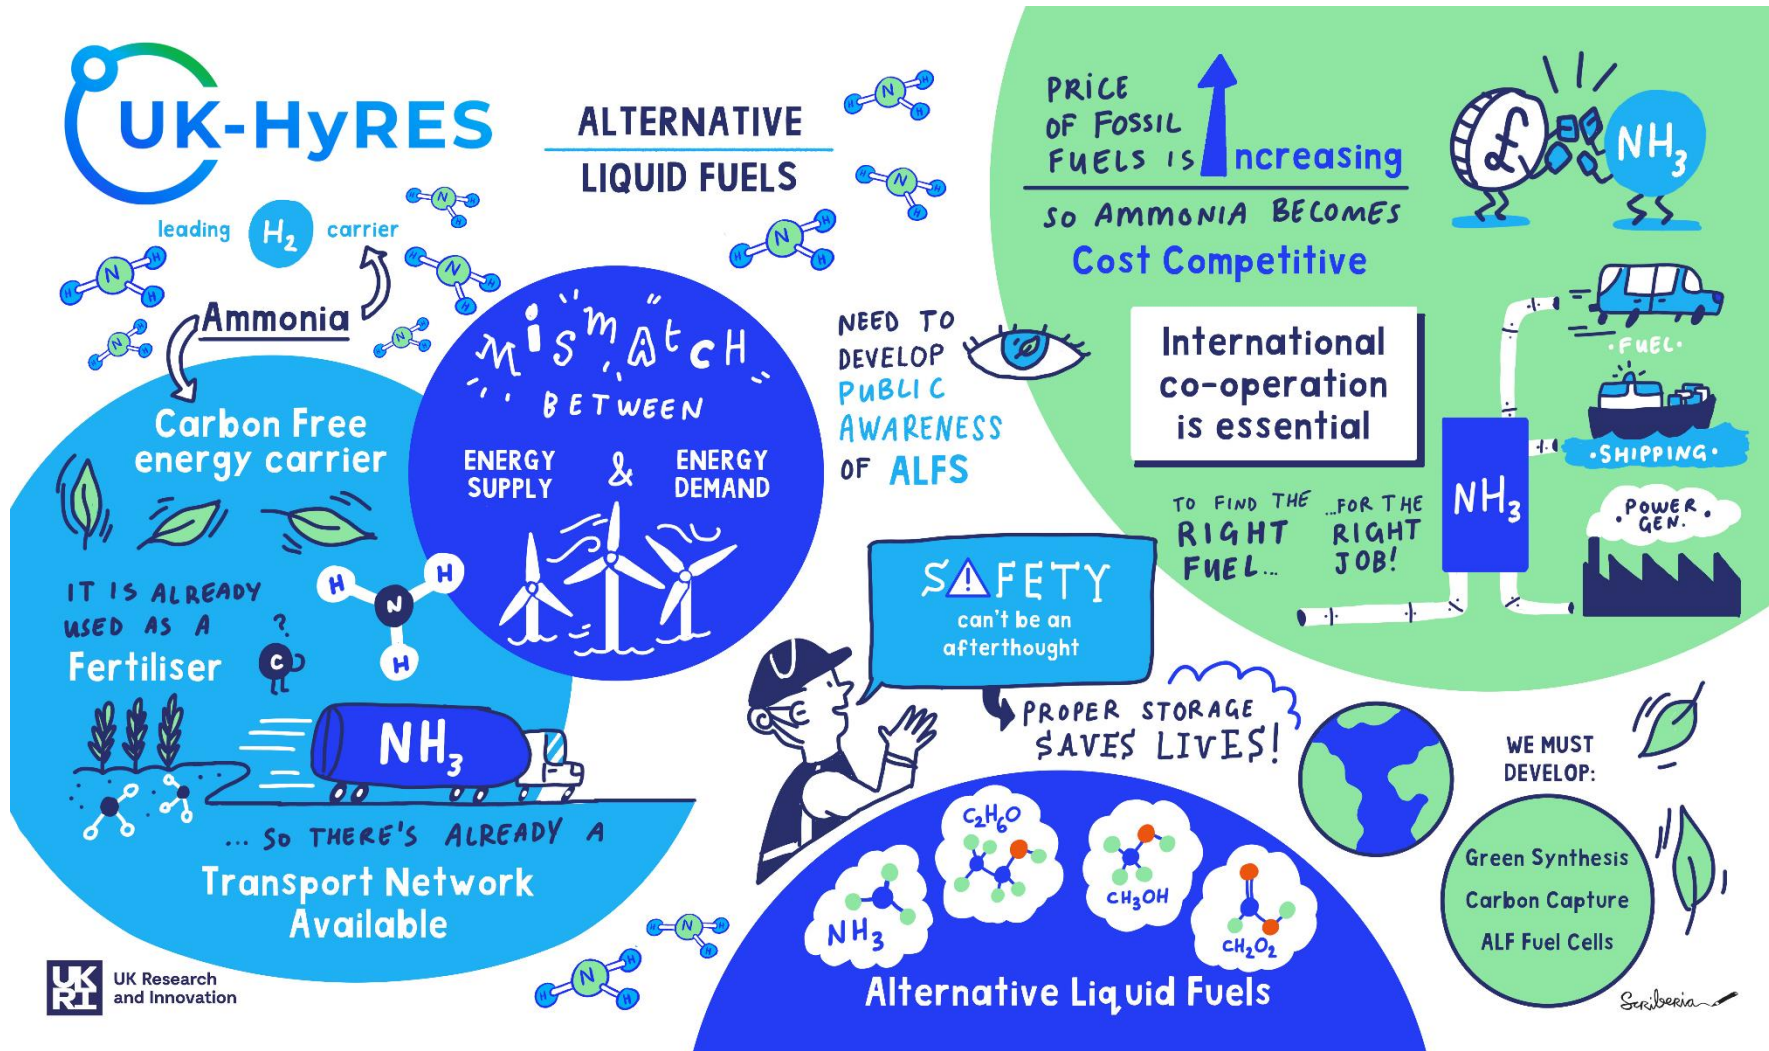 UK-HyRES
ALTERNATIVE
LIQUID FUELS
leading H₂ carrier
Ammonia
Carbon Free
energy carrier
IT IS ALREADY
USED AS A
Fertiliser
?
C
H
H
N
H
NH₃
... SO THERE'S ALREADY A
Transport Network
Available
MISMATCH
BETWEEN
ENERGY
SUPPLY
&
ENERGY
DEMAND
NEED TO
DEVELOP
PUBLIC
AWARENESS
OF ALFS
PRICE
OF FOSSIL
FUELS IS Increasing
SO AMMONIA BECOMES
Cost Competitive
£
NH₃
International
co-operation
is essential
TO FIND THE
RIGHT
FUEL...
...FOR THE
RIGHT
JOB!
NH₃
·FUEL·
·SHIPPING·
·POWER
GEN.·
SAFETY
can't be an
afterthought
PROPER STORAGE
SAVES LIVES!
NH₃
C₂H₆O
CH₃OH
CH₂O₂
Alternative Liquid Fuels
WE MUST
DEVELOP:
Green Synthesis
Carbon Capture
ALF Fuel Cells
UK
RI
UK Research
and Innovation
Scriberia
N
H
H
H
N
H
H
H
N
H
H
H
N
H
H
H
N
H
H
H
N
H
H
H
N
H
H
H
N
H
H
H
N
H
H
H
N
H
H
H